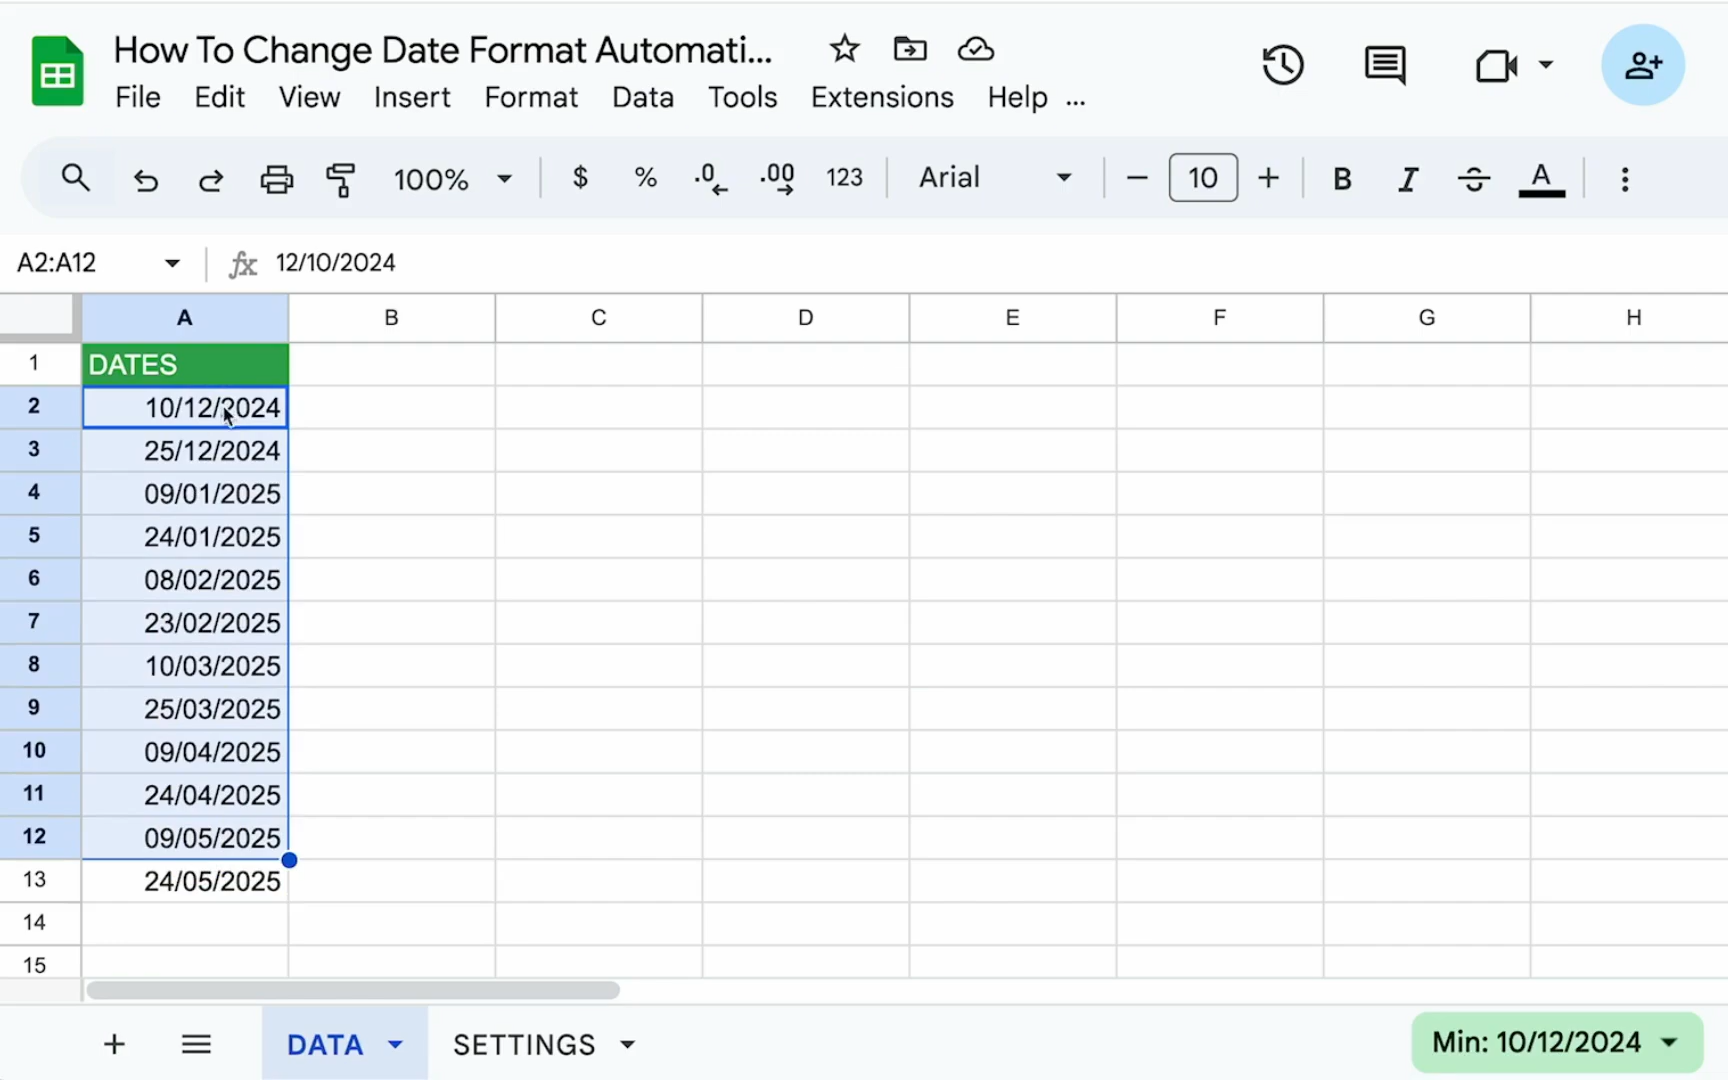 How To Change Date Format Automati...
File Edit View Insert Format Data Tools Extensions Help ...
100% $ % .0 .00 123 Arial 10 B I S A
A2:A12 fx 12/10/2024
A B C D E F G H
1 DATES
2 10/12/2024
3 25/12/2024
4 09/01/2025
5 24/01/2025
6 08/02/2025
7 23/02/2025
8 10/03/2025
9 25/03/2025
10 09/04/2025
11 24/04/2025
12 09/05/2025
13 24/05/2025
14
15
DATA SETTINGS Min: 10/12/2024